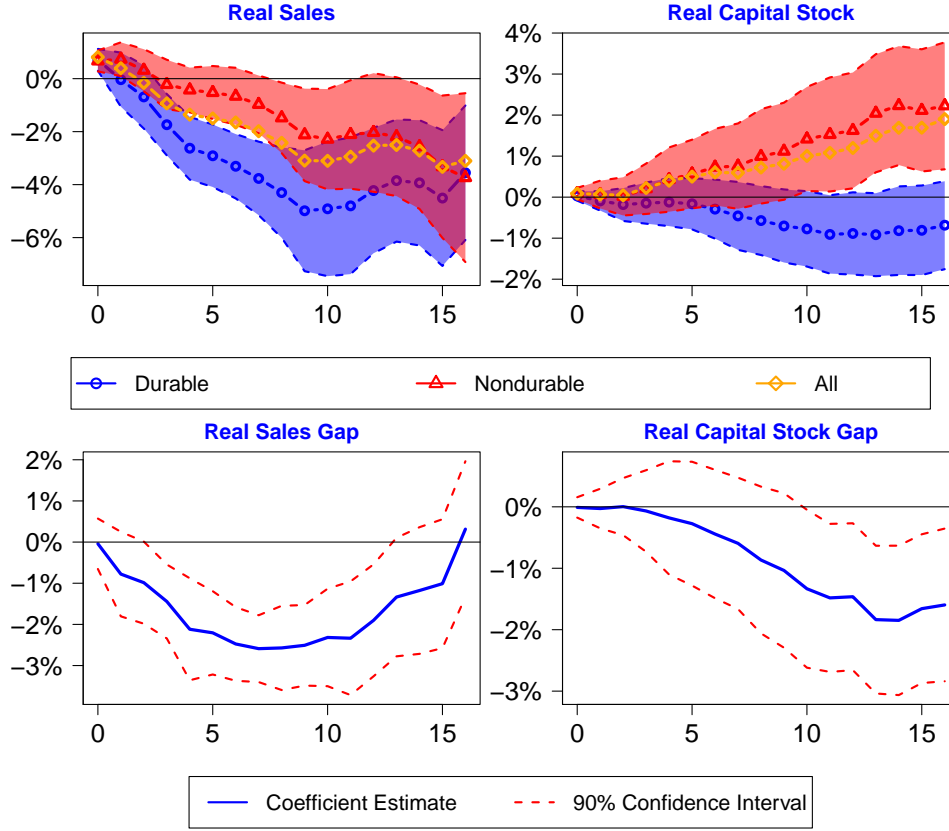 Real Sales
0%
−2%
−4%
−6%
0 5 10 15
Real Capital Stock
4%
3%
2%
1%
0%
−1%
−2%
0 5 10 15
Durable Nondurable All
Real Sales Gap
2%
1%
0%
−1%
−2%
−3%
0 5 10 15
Real Capital Stock Gap
0%
−1%
−2%
−3%
0 5 10 15
Coefficient Estimate 90% Confidence Interval